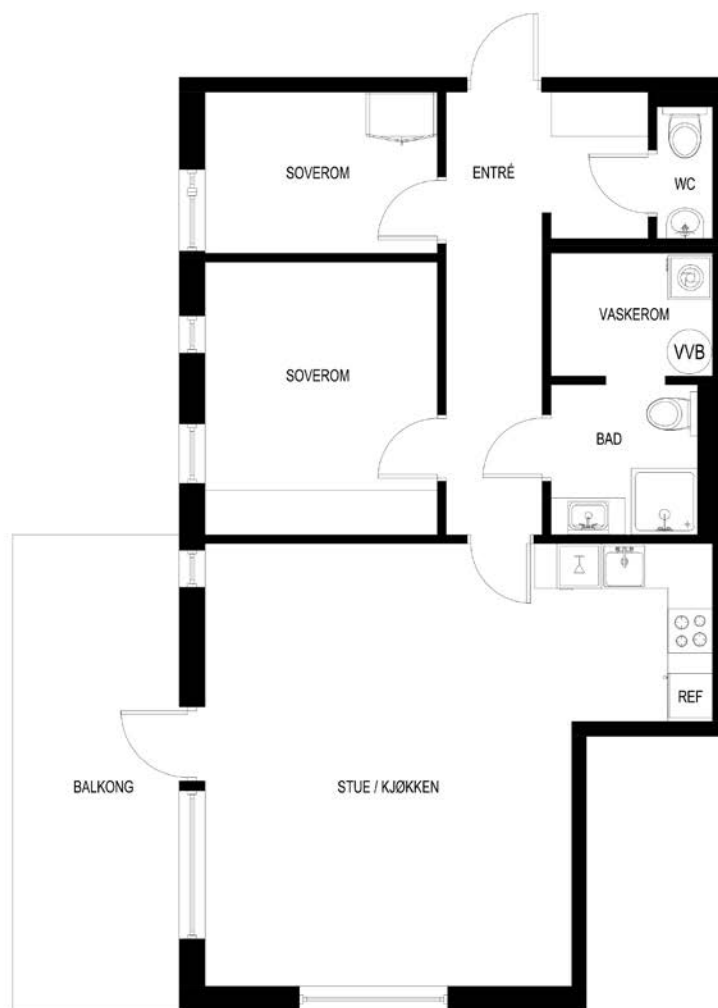 SOVEROM
ENTRÉ
WC
VASKEROM
VVB
SOVEROM
BAD
REF
BALKONG
STUE / KJØKKEN